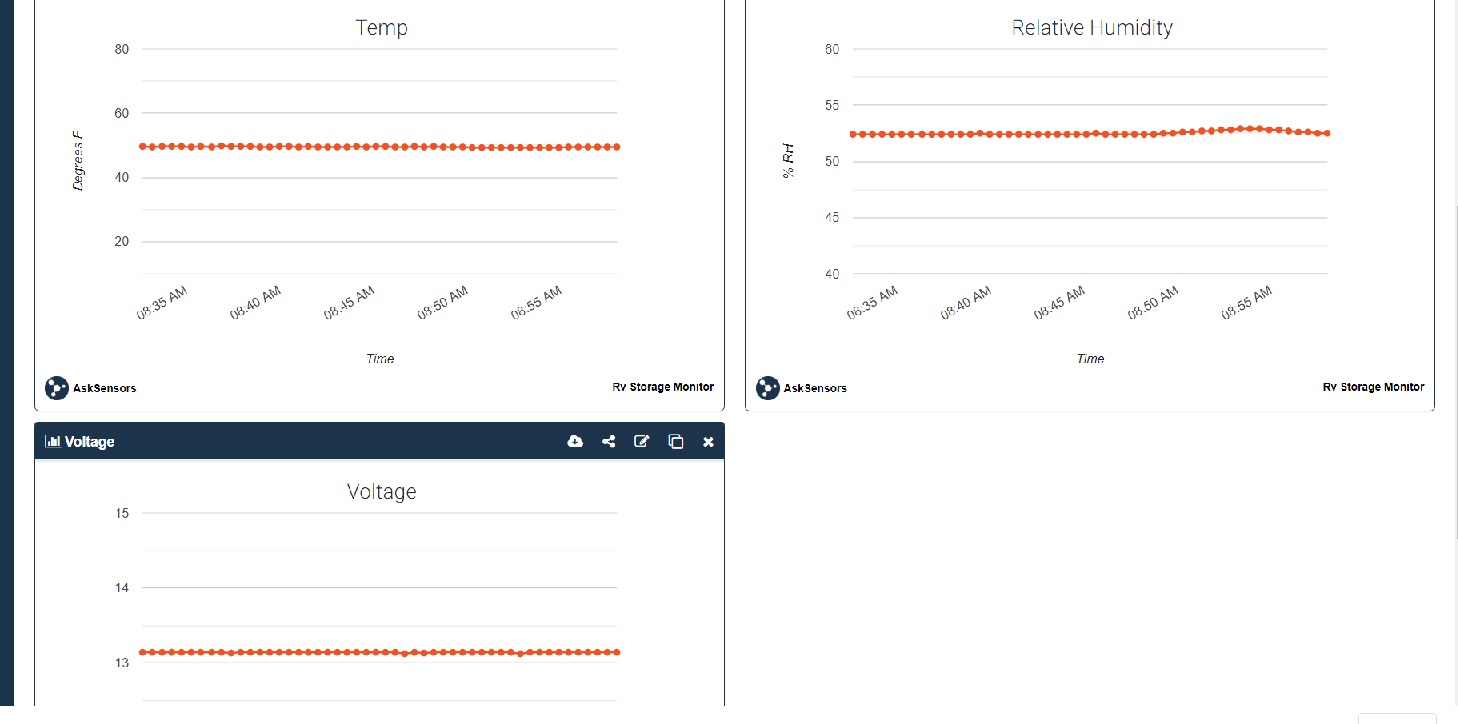 Temp
80
60
40
20
Degrees F
08:35 AM
08:40 AM
08:45 AM
08:50 AM
08:55 AM
Time
AskSensors
Rv Storage Monitor
Relative Humidity
60
55
50
45
40
% RH
08:35 AM
08:40 AM
08:45 AM
08:50 AM
08:55 AM
Time
AskSensors
Rv Storage Monitor
Voltage
Voltage
15
14
13